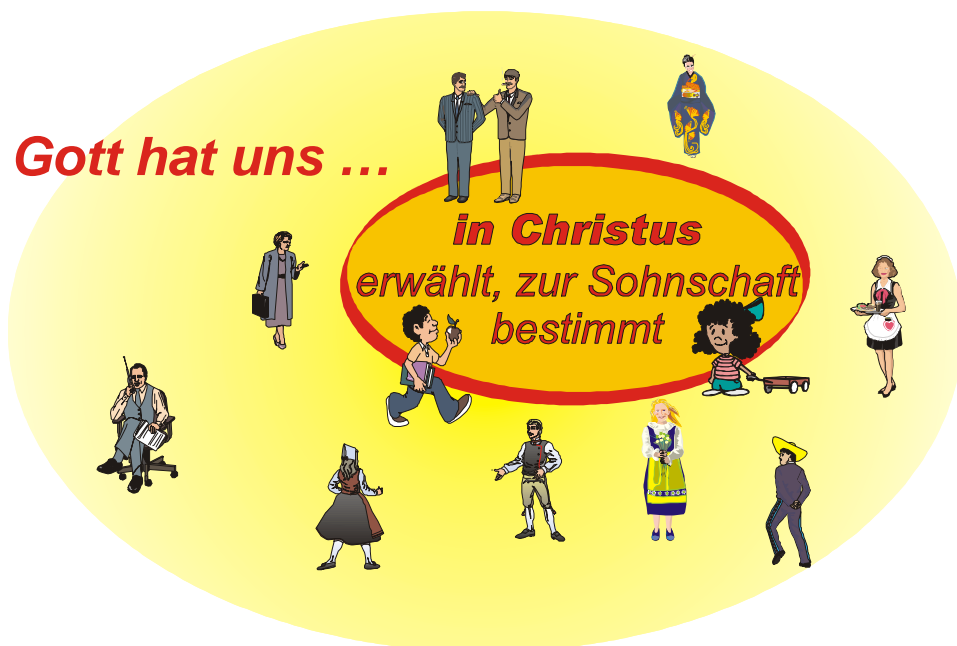 Gott hat uns …
in Christus
erwählt, zur Sohnschaft
bestimmt